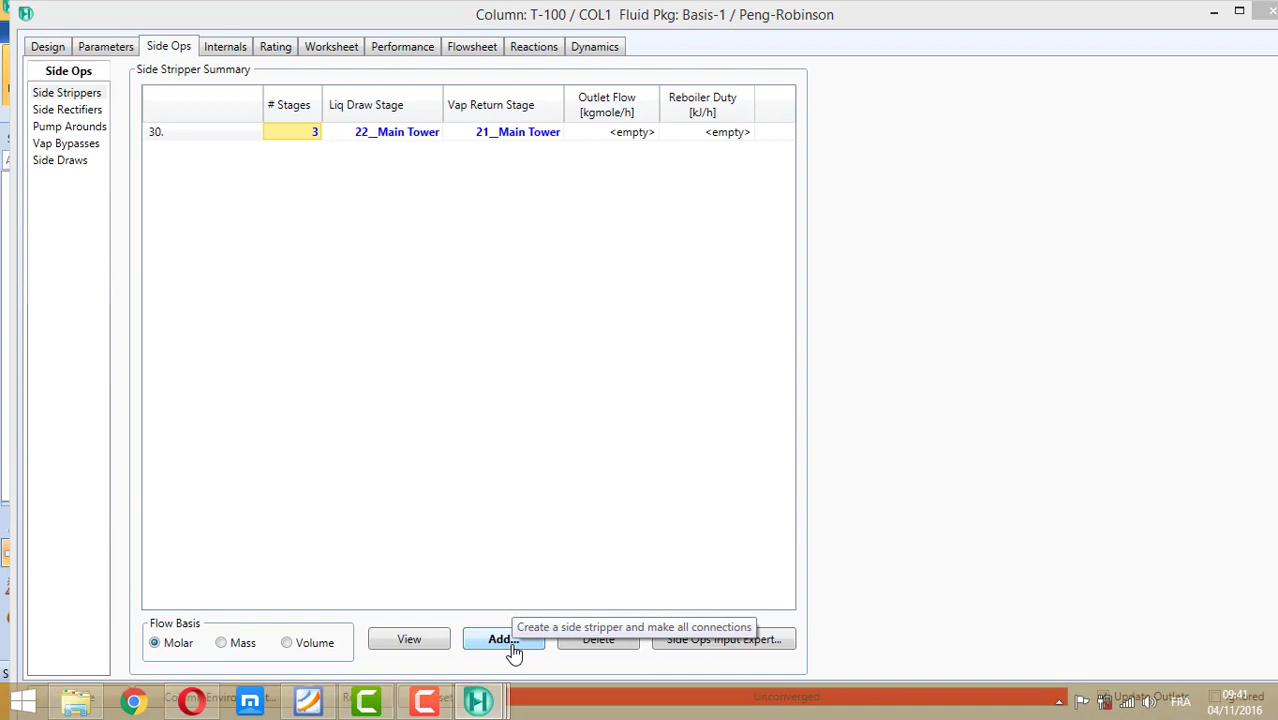 Column: T-100 / COL1 Fluid Pkg: Basis-1 / Peng-Robinson
Design Parameters Side Ops Internals Rating Worksheet Performance Flowsheet Reactions Dynamics
Side Ops
Side Strippers
Side Rectifiers
Pump Arounds
Vap Bypasses
Side Draws
Side Stripper Summary
# Stages Liq Draw Stage Vap Return Stage Outlet Flow [kgmole/h] Reboiler Duty [kJ/h]
30. 3 22__Main Tower 21__Main Tower <empty> <empty>
Create a side stripper and make all connections
Flow Basis
Molar Mass Volume
View Add... Delete Side Ops Input Expert...
Unconverged Update Outlets Ignored
FRA
09:41
04/11/2016